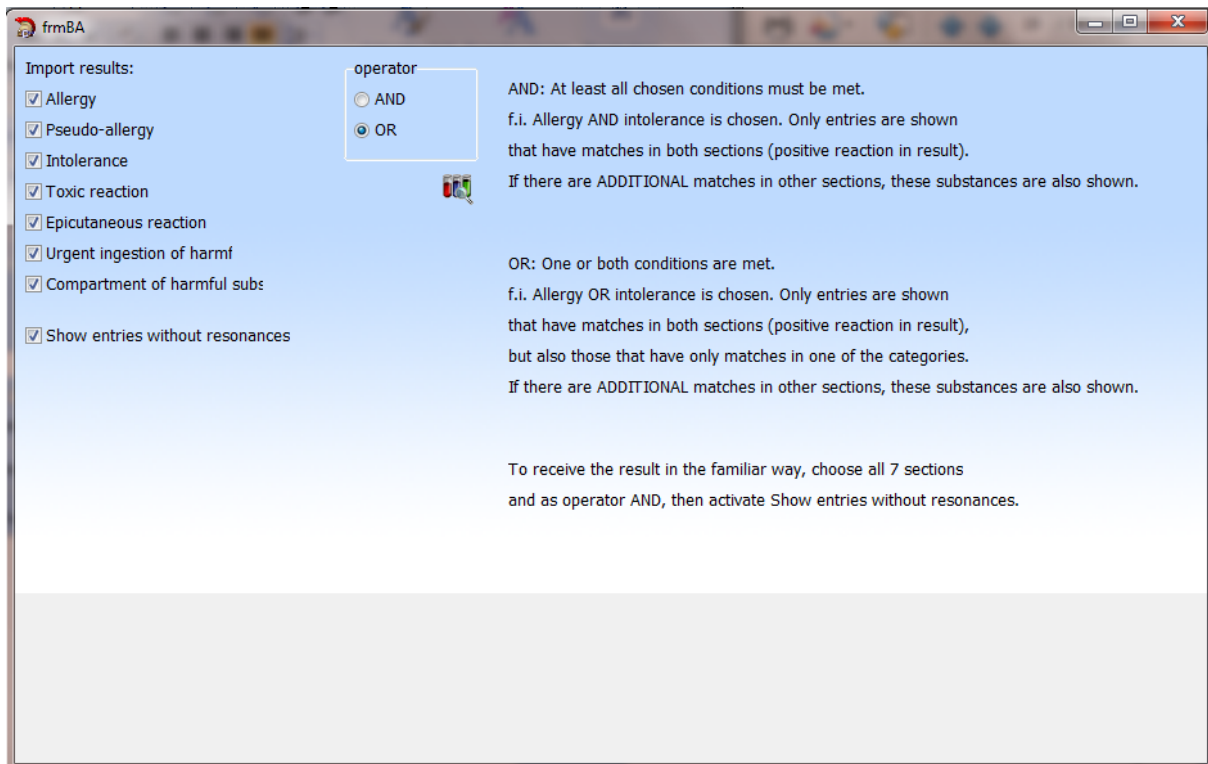 frmBA
Import results:
Allergy
Pseudo-allergy
Intolerance
Toxic reaction
Epicutaneous reaction
Urgent ingestion of harmf
Compartment of harmful subs
Show entries without resonances
operator
AND
OR
AND: At least all chosen conditions must be met.
f.i. Allergy AND intolerance is chosen. Only entries are shown
that have matches in both sections (positive reaction in result).
If there are ADDITIONAL matches in other sections, these substances are also shown.
OR: One or both conditions are met.
f.i. Allergy OR intolerance is chosen. Only entries are shown
that have matches in both sections (positive reaction in result),
but also those that have only matches in one of the categories.
If there are ADDITIONAL matches in other sections, these substances are also shown.
To receive the result in the familiar way, choose all 7 sections
and as operator AND, then activate Show entries without resonances.